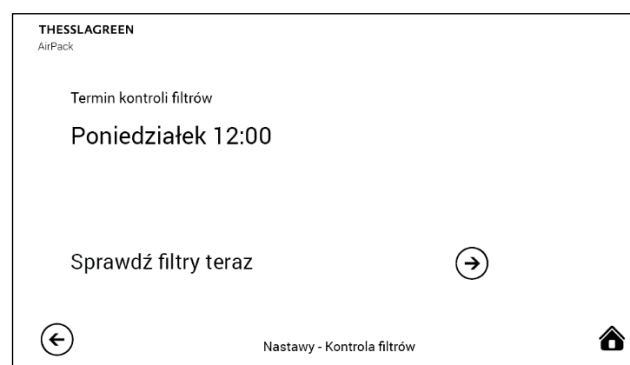 THESSLAGREEN
AirPack
Termin kontroli filtrów
Poniedziałek 12:00
Sprawdź filtry teraz
Nastawy - Kontrola filtrów